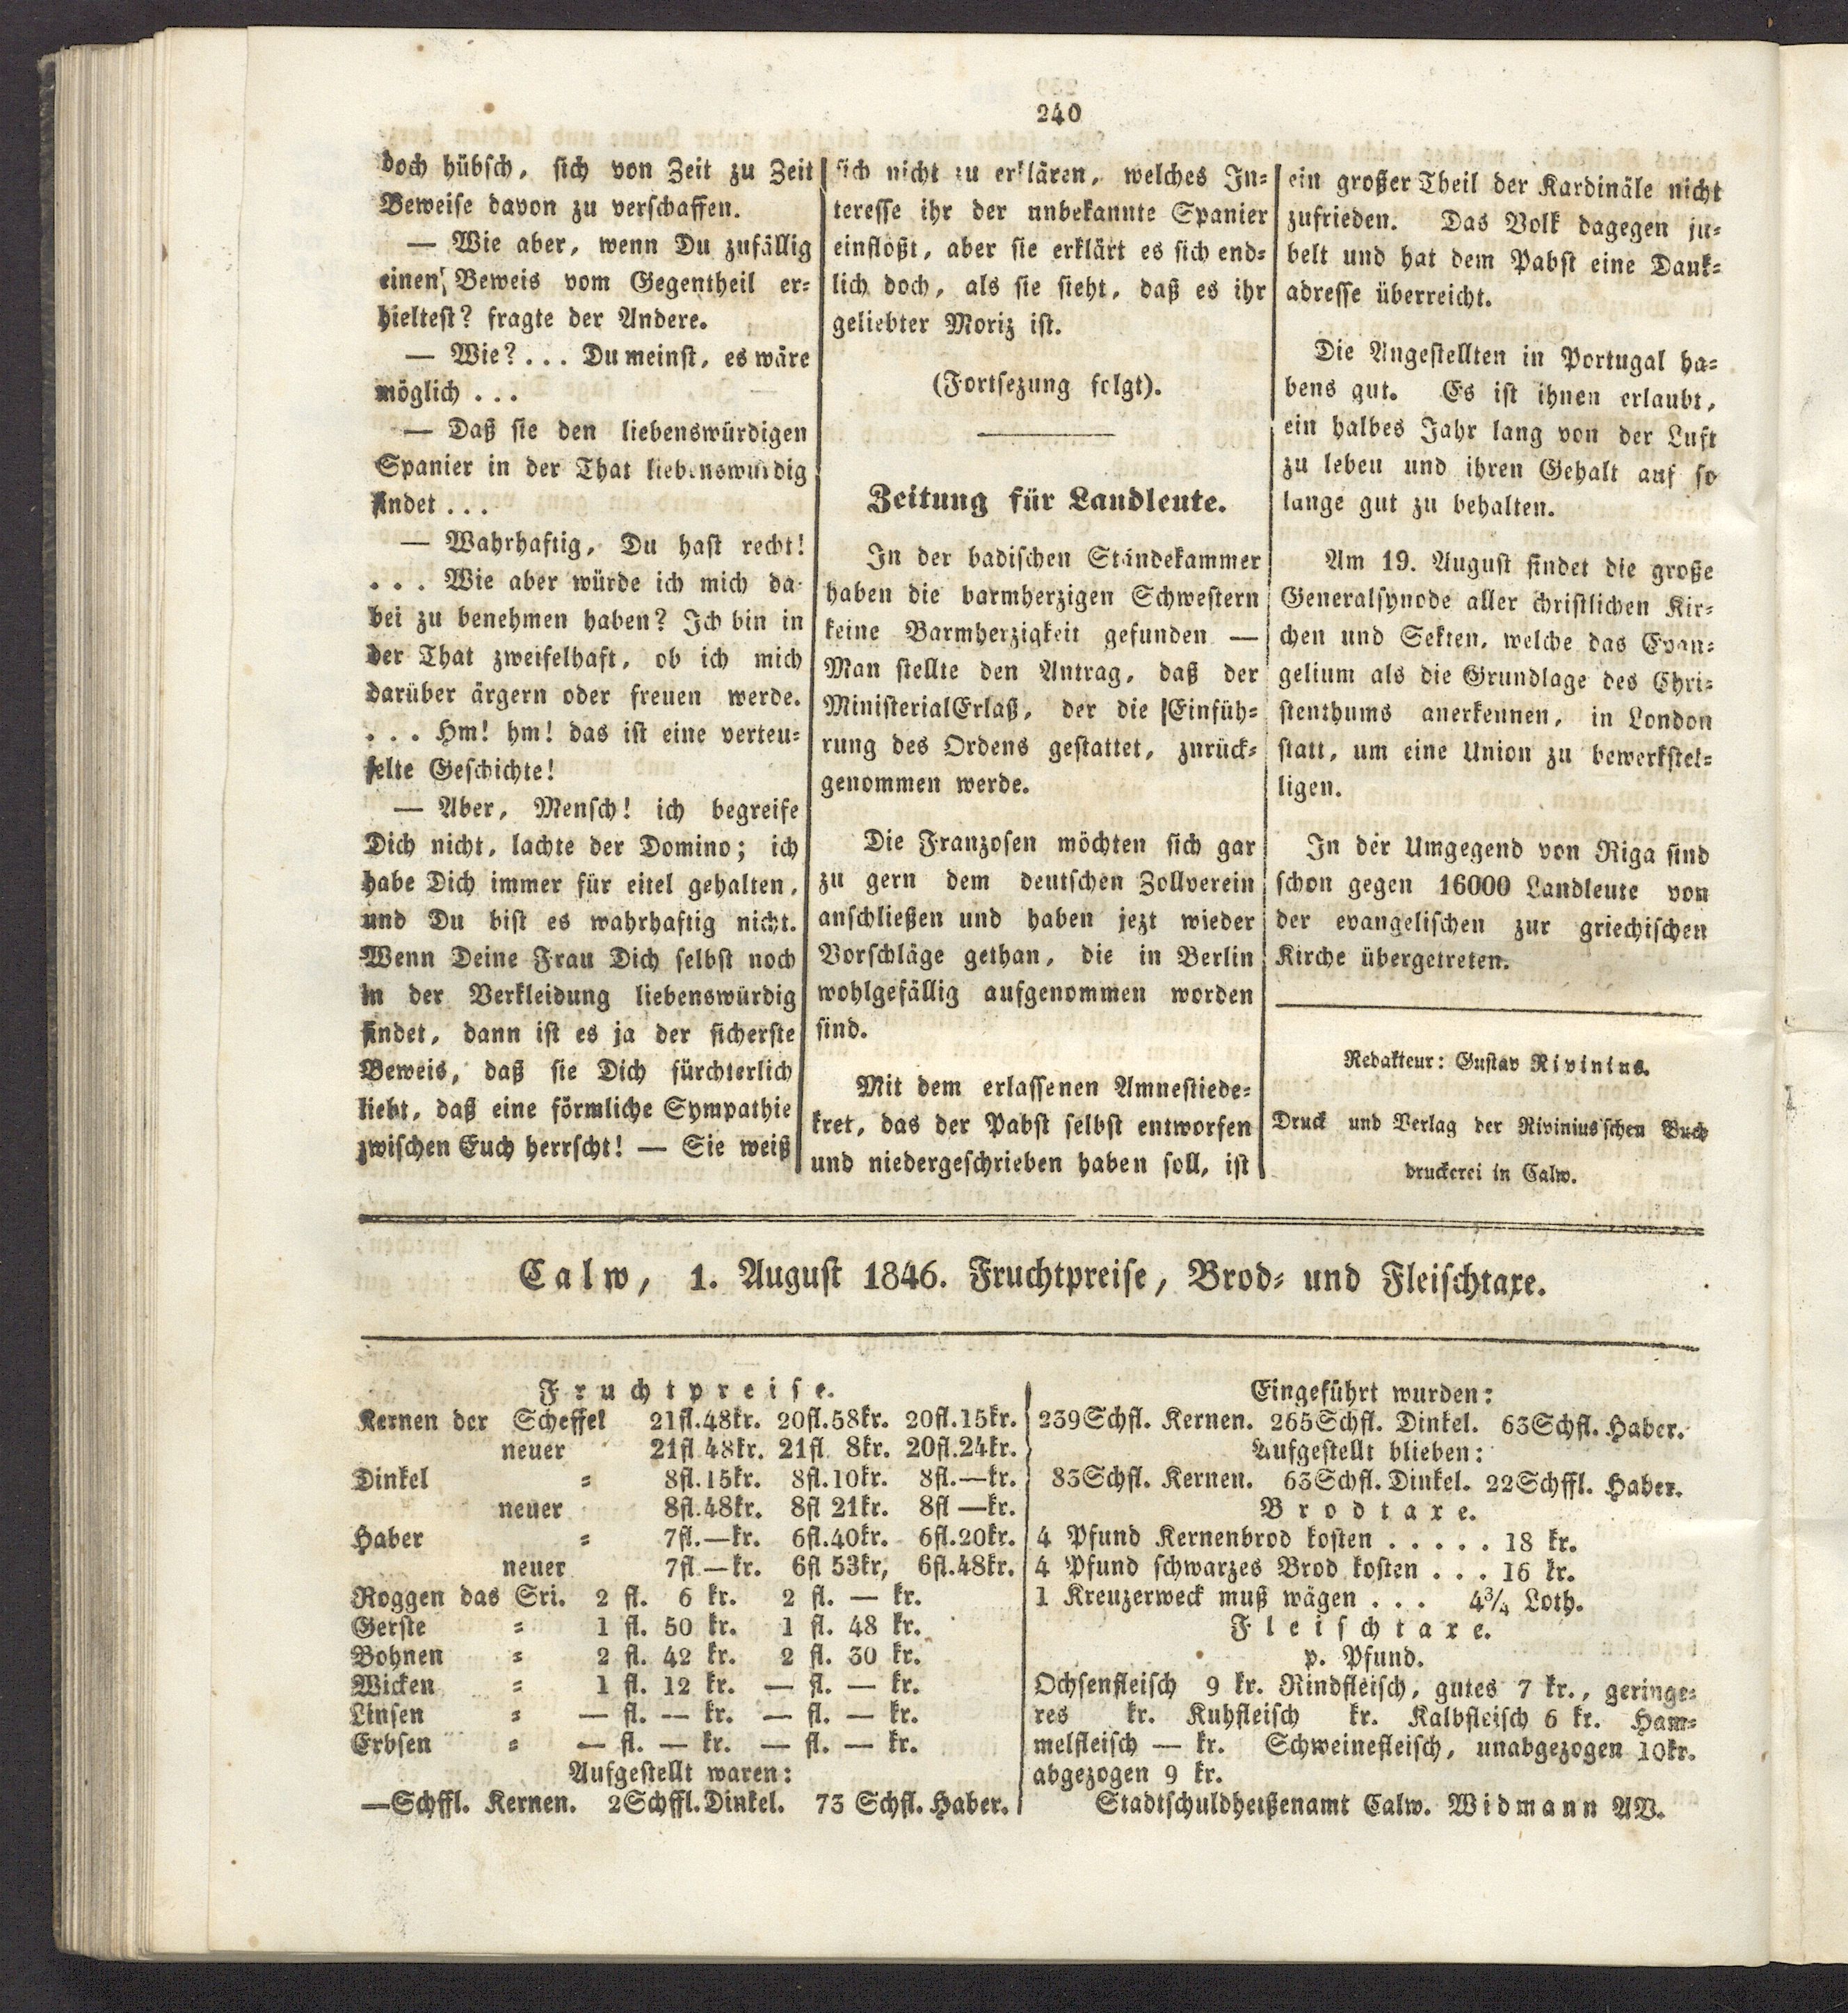 240
doch hübsch, sich von Zeit zu Zeit
Beweise davon zu verschaffen.
— Wie aber, wenn Du zufällig
einen Beweis vom Gegentheil er-
hieltest? fragte der Andere.
— Wie?... Du meinst, es wäre
möglich...
— Daß sie den liebenswürdigen
Spanier in der That liebenswürdig
findet...
— Wahrhaftig, Du hast recht!
... Wie aber würde ich mich da-
bei zu benehmen haben? Ich bin in
der That zweifelhaft, ob ich mich
darüber ärgern oder freuen werde.
... Hm! hm! das ist eine verteu-
felte Geschichte!
— Aber, Mensch! ich begreife
Dich nicht, lachte der Domino; ich
habe Dich immer für eitel gehalten,
und Du bist es wahrhaftig nicht.
Wenn Deine Frau Dich selbst noch
in der Verkleidung liebenswürdig
findet, dann ist es ja der sicherste
Beweis, daß sie Dich fürchterlich
liebt, daß eine förmliche Sympathie
zwischen Euch herrscht! — Sie weiß
sich nicht zu erklären, welches In-
teresse ihr der unbekannte Spanier
einflößt, aber sie erklärt es sich end-
lich doch, als sie sieht, daß es ihr
geliebter Moriz ist.
(Fortsezung folgt).
Zeitung für Landleute.
In der badischen Ständekammer
haben die barmherzigen Schwestern
keine Barmherzigkeit gefunden —
Man stellte den Antrag, daß der
MinisterialErlaß, der die Einfüh-
rung des Ordens gestattet, zurück-
genommen werde.
Die Franzosen möchten sich gar
zu gern dem deutschen Zollverein
anschließen und haben jezt wieder
Vorschläge gethan, die in Berlin
wohlgefällig aufgenommen worden
sind.
Mit dem erlassenen Amnestiede-
kret, das der Pabst selbst entworfen
und niedergeschrieben haben soll, ist
ein großer Theil der Kardinäle nicht
zufrieden. Das Volk dagegen ju-
belt und hat dem Pabst eine Dank-
adresse überreicht.
Die Angestellten in Portugal ha-
bens gut. Es ist ihnen erlaubt,
ein halbes Jahr lang von der Luft
zu leben und ihren Gehalt auf so
lange gut zu behalten.
Am 19. August findet die große
Generalsynode aller christlichen Kir-
chen und Sekten, welche das Evan-
gelium als die Grundlage des Chri-
stenthums anerkennen, in London
statt, um eine Union zu bewerkstel-
ligen.
In der Umgegend von Riga sind
schon gegen 16000 Landleute von
der evangelischen zur griechischen
Kirche übergetreten.
Redakteur: Gustav Rivinius.
Druck und Verlag der Rivinius'schen Buch
druckerei in Calw.
Calw, 1. August 1846. Fruchtpreise, Brod- und Fleischtaxe.
Fruchtpreise.
Kernen der Scheffel 21fl.48kr. 20fl.58kr. 20fl.15kr.
neuer 21fl.48kr. 21fl. 8kr. 20fl.24kr.
Dinkel = 8fl.15kr. 8fl.10kr. 8fl.—kr.
neuer 8fl.48kr. 8fl 21kr. 8fl —kr.
Haber = 7fl.—kr. 6fl.40kr. 6fl.20kr.
neuer 7fl.—kr. 6fl 53kr, 6fl.48kr.
Roggen das Sri. 2 fl. 6 kr. 2 fl. — kr.
Gerste = 1 fl. 50 kr. 1 fl. 48 kr.
Bohnen = 2 fl. 42 kr. 2 fl. 30 kr.
Wicken = 1 fl. 12 kr. — fl. — kr.
Linsen = — fl. — kr. — fl. — kr.
Erbsen = — fl. — kr. — fl. — kr.
Aufgestellt waren:
—Schffl. Kernen. 2Schffl.Dinkel. 73 Schfl. Haber.
Eingeführt wurden:
239Schfl. Kernen. 265Schfl. Dinkel. 63Schfl. Haber.
Aufgestellt blieben:
83Schfl. Kernen. 63Schfl. Dinkel. 22Schffl. Haber.
Brodtaxe.
4 Pfund Kernenbrod kosten ..... 18 kr.
4 Pfund schwarzes Brod kosten ... 16 kr.
1 Kreuzerweck muß wägen ... 4¾ Loth.
Fleischtaxe.
p. Pfund.
Ochsenfleisch 9 kr. Rindfleisch, gutes 7 kr., geringe-
res kr. Kuhfleisch kr. Kalbfleisch 6 kr. Ham-
melfleisch — kr. Schweinefleisch, unabgezogen 10kr.
abgezogen 9 kr.
Stadtschuldheißenamt Calw. Widmann AV.